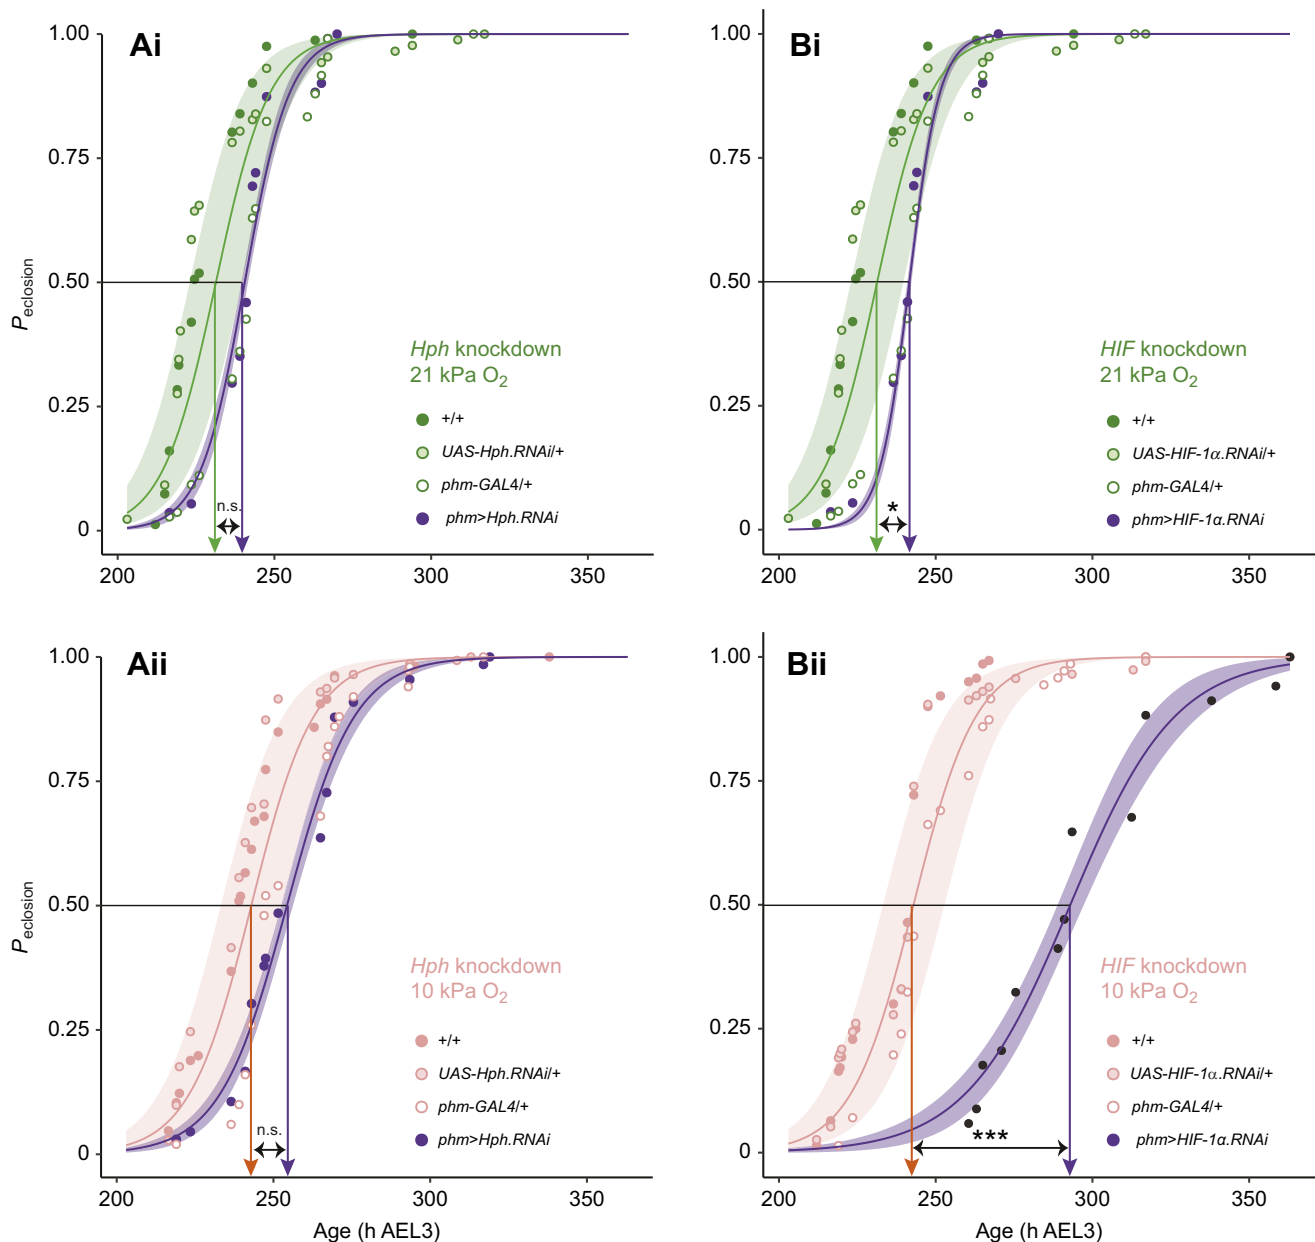 Ai
1.00
0.75
0.50
0.25
0
P eclosion
n.s.
Hph knockdown
21 kPa O2
+/+
UAS-Hph.RNAi/+
phm-GAL4/+
phm>Hph.RNAi
200
250
300
350
Bi
1.00
0.75
0.50
0.25
0
*
HIF knockdown
21 kPa O2
+/+
UAS-HIF-1α.RNAi/+
phm-GAL4/+
phm>HIF-1α.RNAi
200
250
300
350
Aii
1.00
0.75
0.50
0.25
0
P eclosion
n.s.
Hph knockdown
10 kPa O2
+/+
UAS-Hph.RNAi/+
phm-GAL4/+
phm>Hph.RNAi
200
250
300
350
Age (h AEL3)
Bii
1.00
0.75
0.50
0.25
0
***
HIF knockdown
10 kPa O2
+/+
UAS-HIF-1α.RNAi/+
phm-GAL4/+
phm>HIF-1α.RNAi
200
250
300
350
Age (h AEL3)